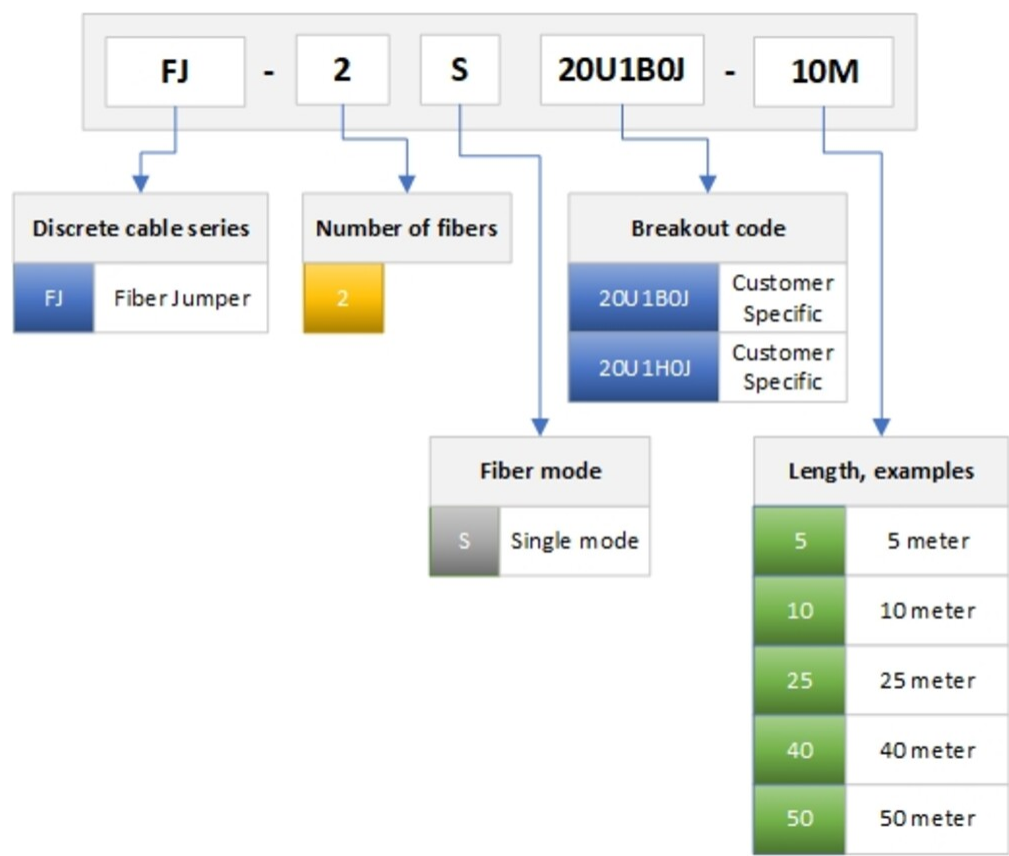 FJ - 2 S 20U1B0J - 10M
Discrete cable series
FJ Fiber Jumper
Number of fibers
2
Breakout code
20U1B0J Customer
Specific
20U1H0J Customer
Specific
Fiber mode
S Single mode
Length, examples
5 5 meter
10 10 meter
25 25 meter
40 40 meter
50 50 meter